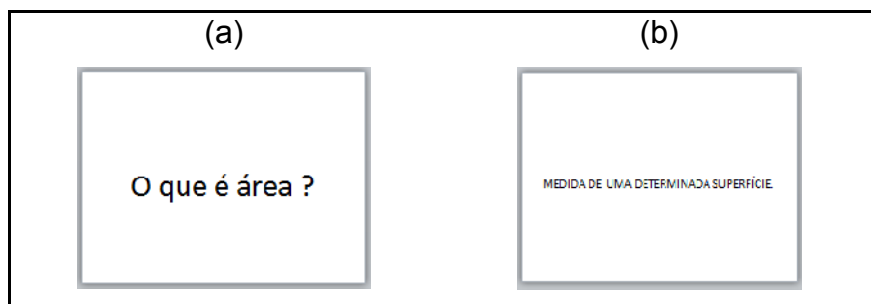 (a)
(b)
O que é área ?
MEDIDA DE UMA DETERMINADA SUPERFÍCIE.